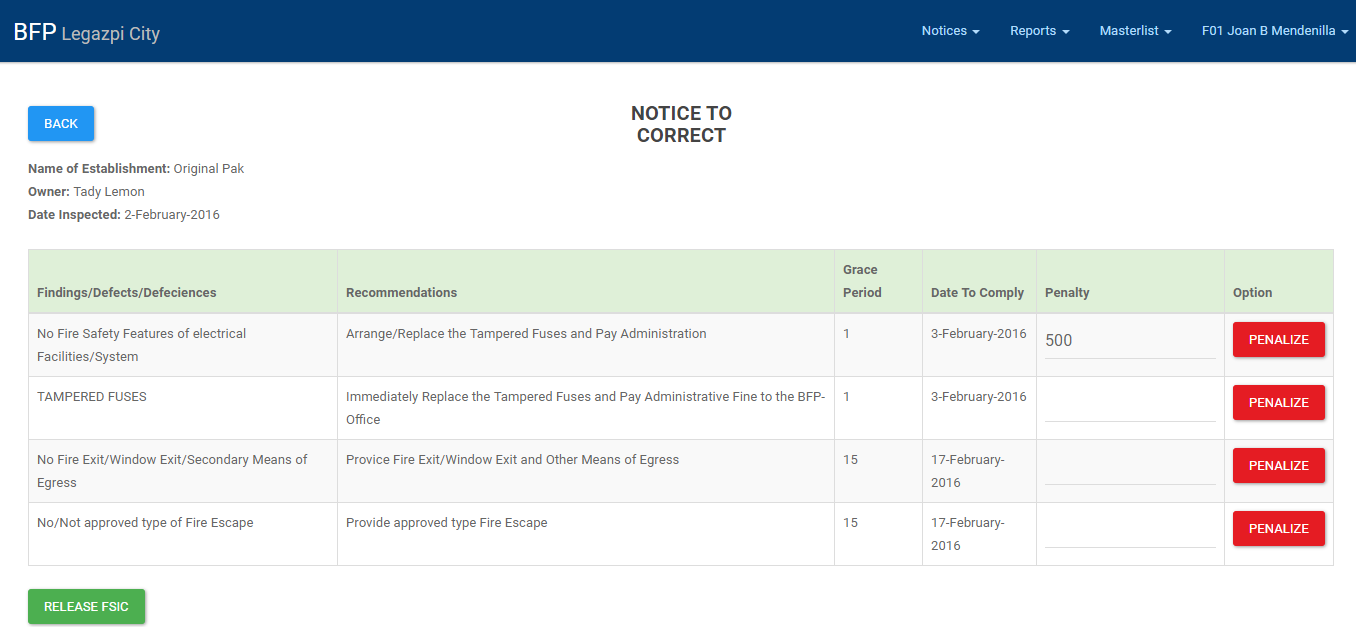 BFP Legazpi City
Notices
Reports
Masterlist
F01 Joan B Mendenilla
BACK
NOTICE TO
CORRECT
Name of Establishment: Original Pak
Owner: Tady Lemon
Date Inspected: 2-February-2016
Findings/Defects/Defeciences
Recommendations
Grace
Period
Date To Comply
Penalty
Option
No Fire Safety Features of electrical
Facilities/System
Arrange/Replace the Tampered Fuses and Pay Administration
1
3-February-2016
500
PENALIZE
TAMPERED FUSES
Immediately Replace the Tampered Fuses and Pay Administrative Fine to the BFP-
Office
1
3-February-2016
PENALIZE
No Fire Exit/Window Exit/Secondary Means of
Egress
Provice Fire Exit/Window Exit and Other Means of Egress
15
17-February-
2016
PENALIZE
No/Not approved type of Fire Escape
Provide approved type Fire Escape
15
17-February-
2016
PENALIZE
RELEASE FSIC